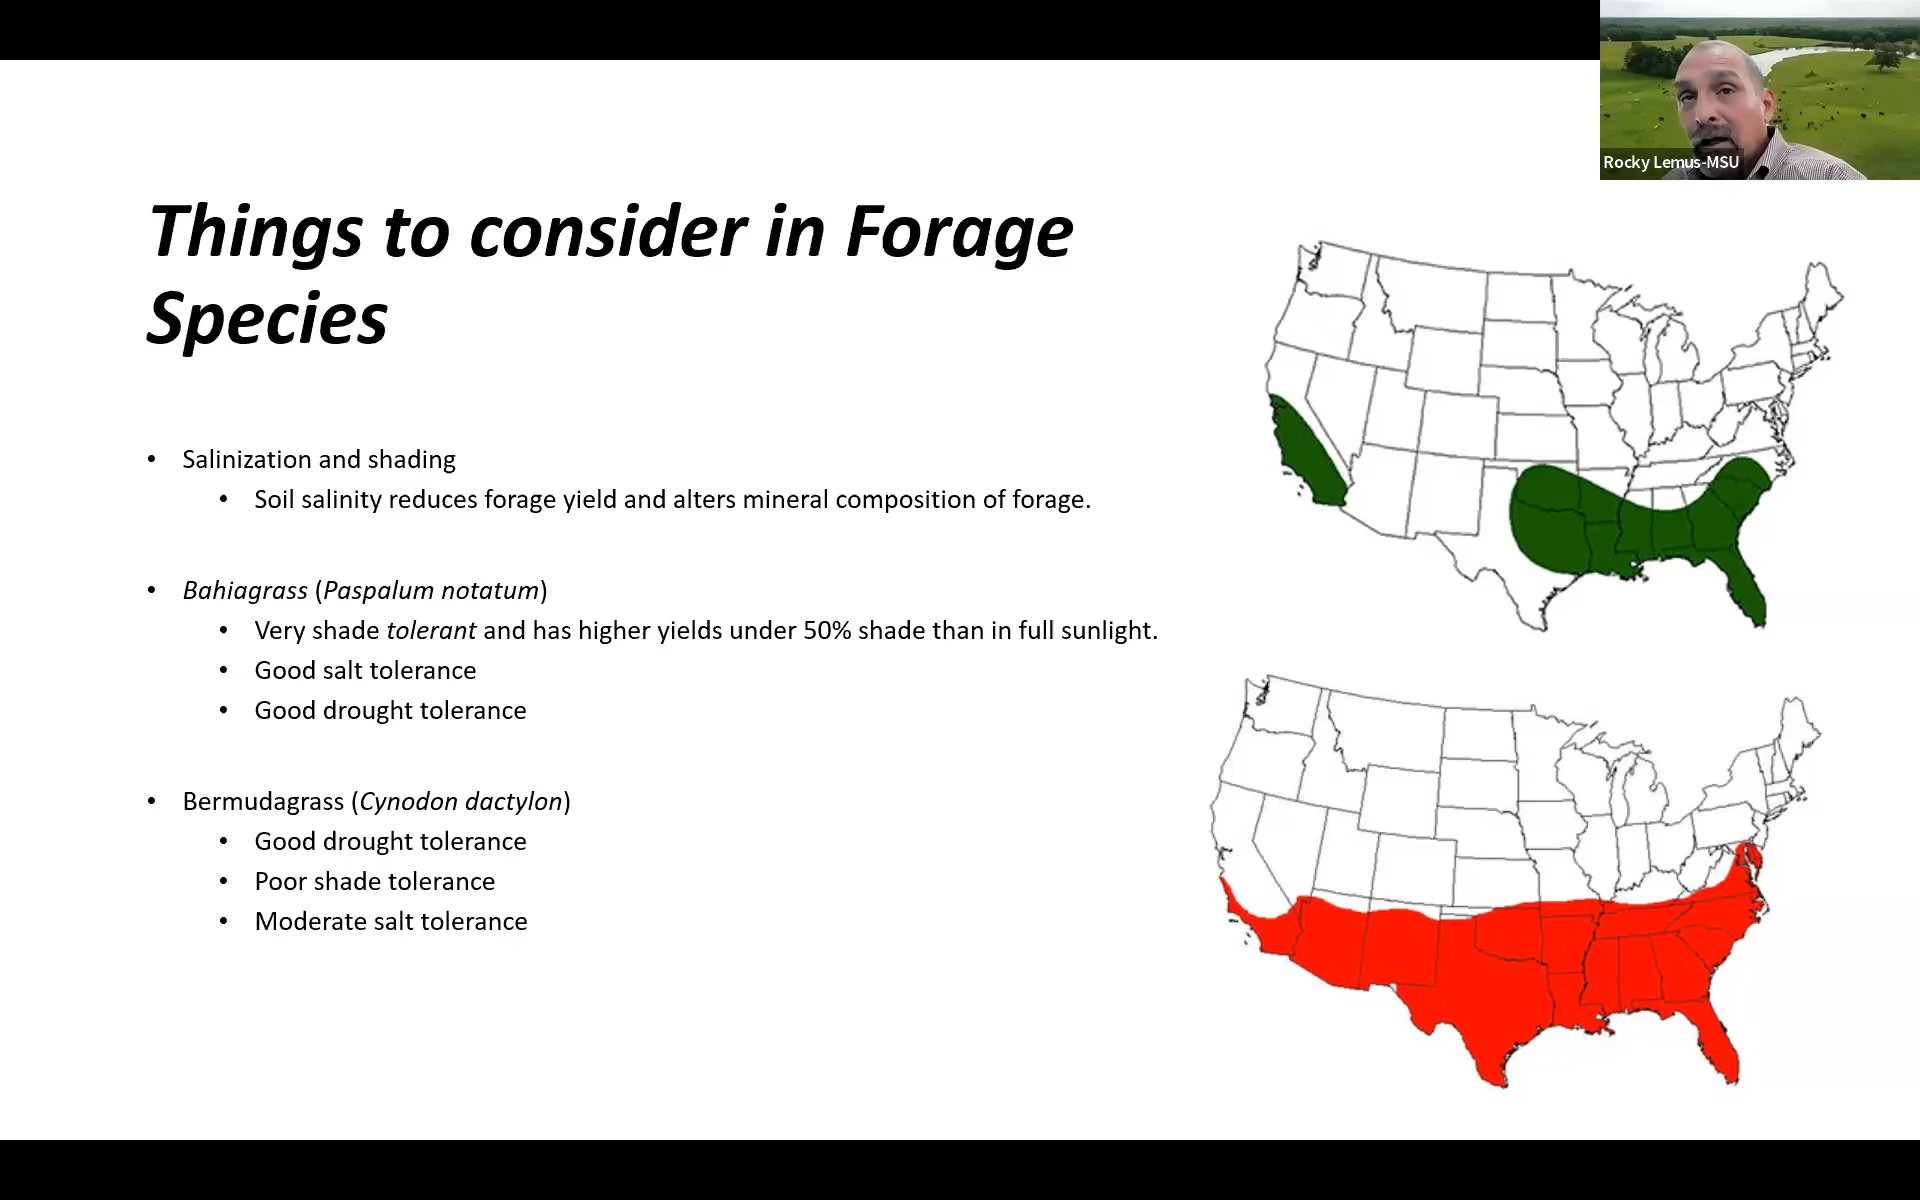 Rocky Lemus-MSU
Things to consider in Forage
Species
• Salinization and shading
• Soil salinity reduces forage yield and alters mineral composition of forage.
• Bahiagrass (Paspalum notatum)
• Very shade tolerant and has higher yields under 50% shade than in full sunlight.
• Good salt tolerance
• Good drought tolerance
• Bermudagrass (Cynodon dactylon)
• Good drought tolerance
• Poor shade tolerance
• Moderate salt tolerance